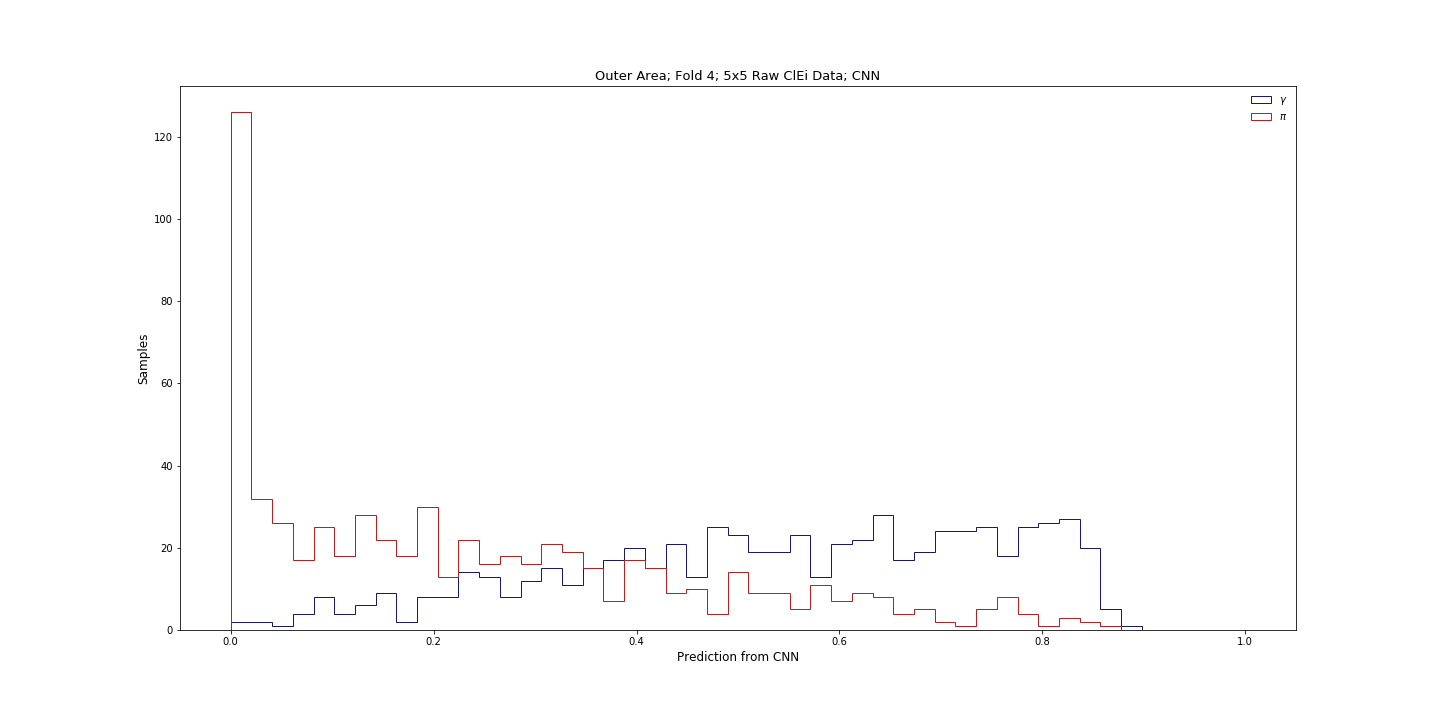 Outer Area; Fold 4; 5x5 Raw ClEi Data; CNN
γ
π
120
100
80
60
40
20
0
Samples
0.0 0.2 0.4 0.6 0.8 1.0
Prediction from CNN